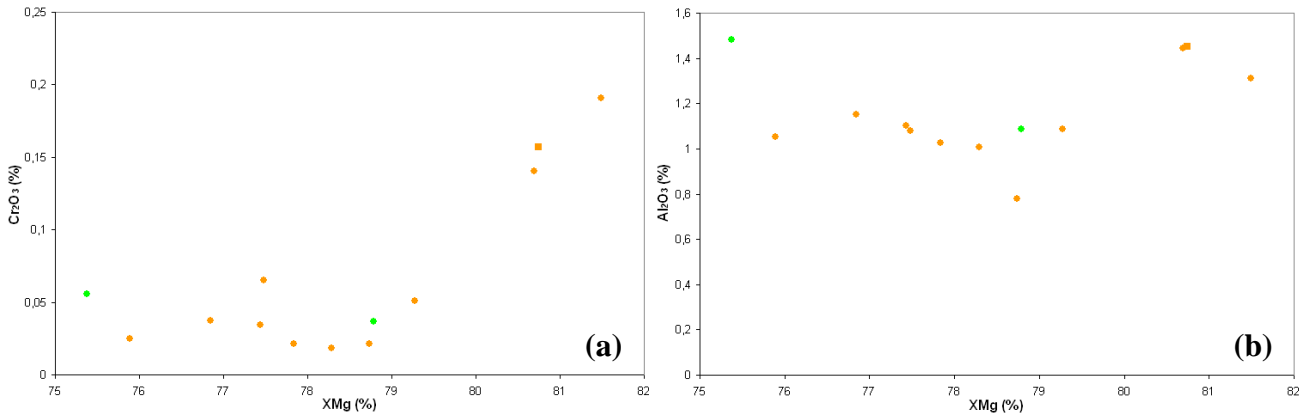 0,25
0,2
0,15
0,1
0,05
0
Cr₂O₃ (%)
75 76 77 78 79 80 81 82
XMg (%)
(a)
1,6
1,4
1,2
1
0,8
0,6
0,4
0,2
0
Al₂O₃ (%)
75 76 77 78 79 80 81 82
XMg (%)
(b)